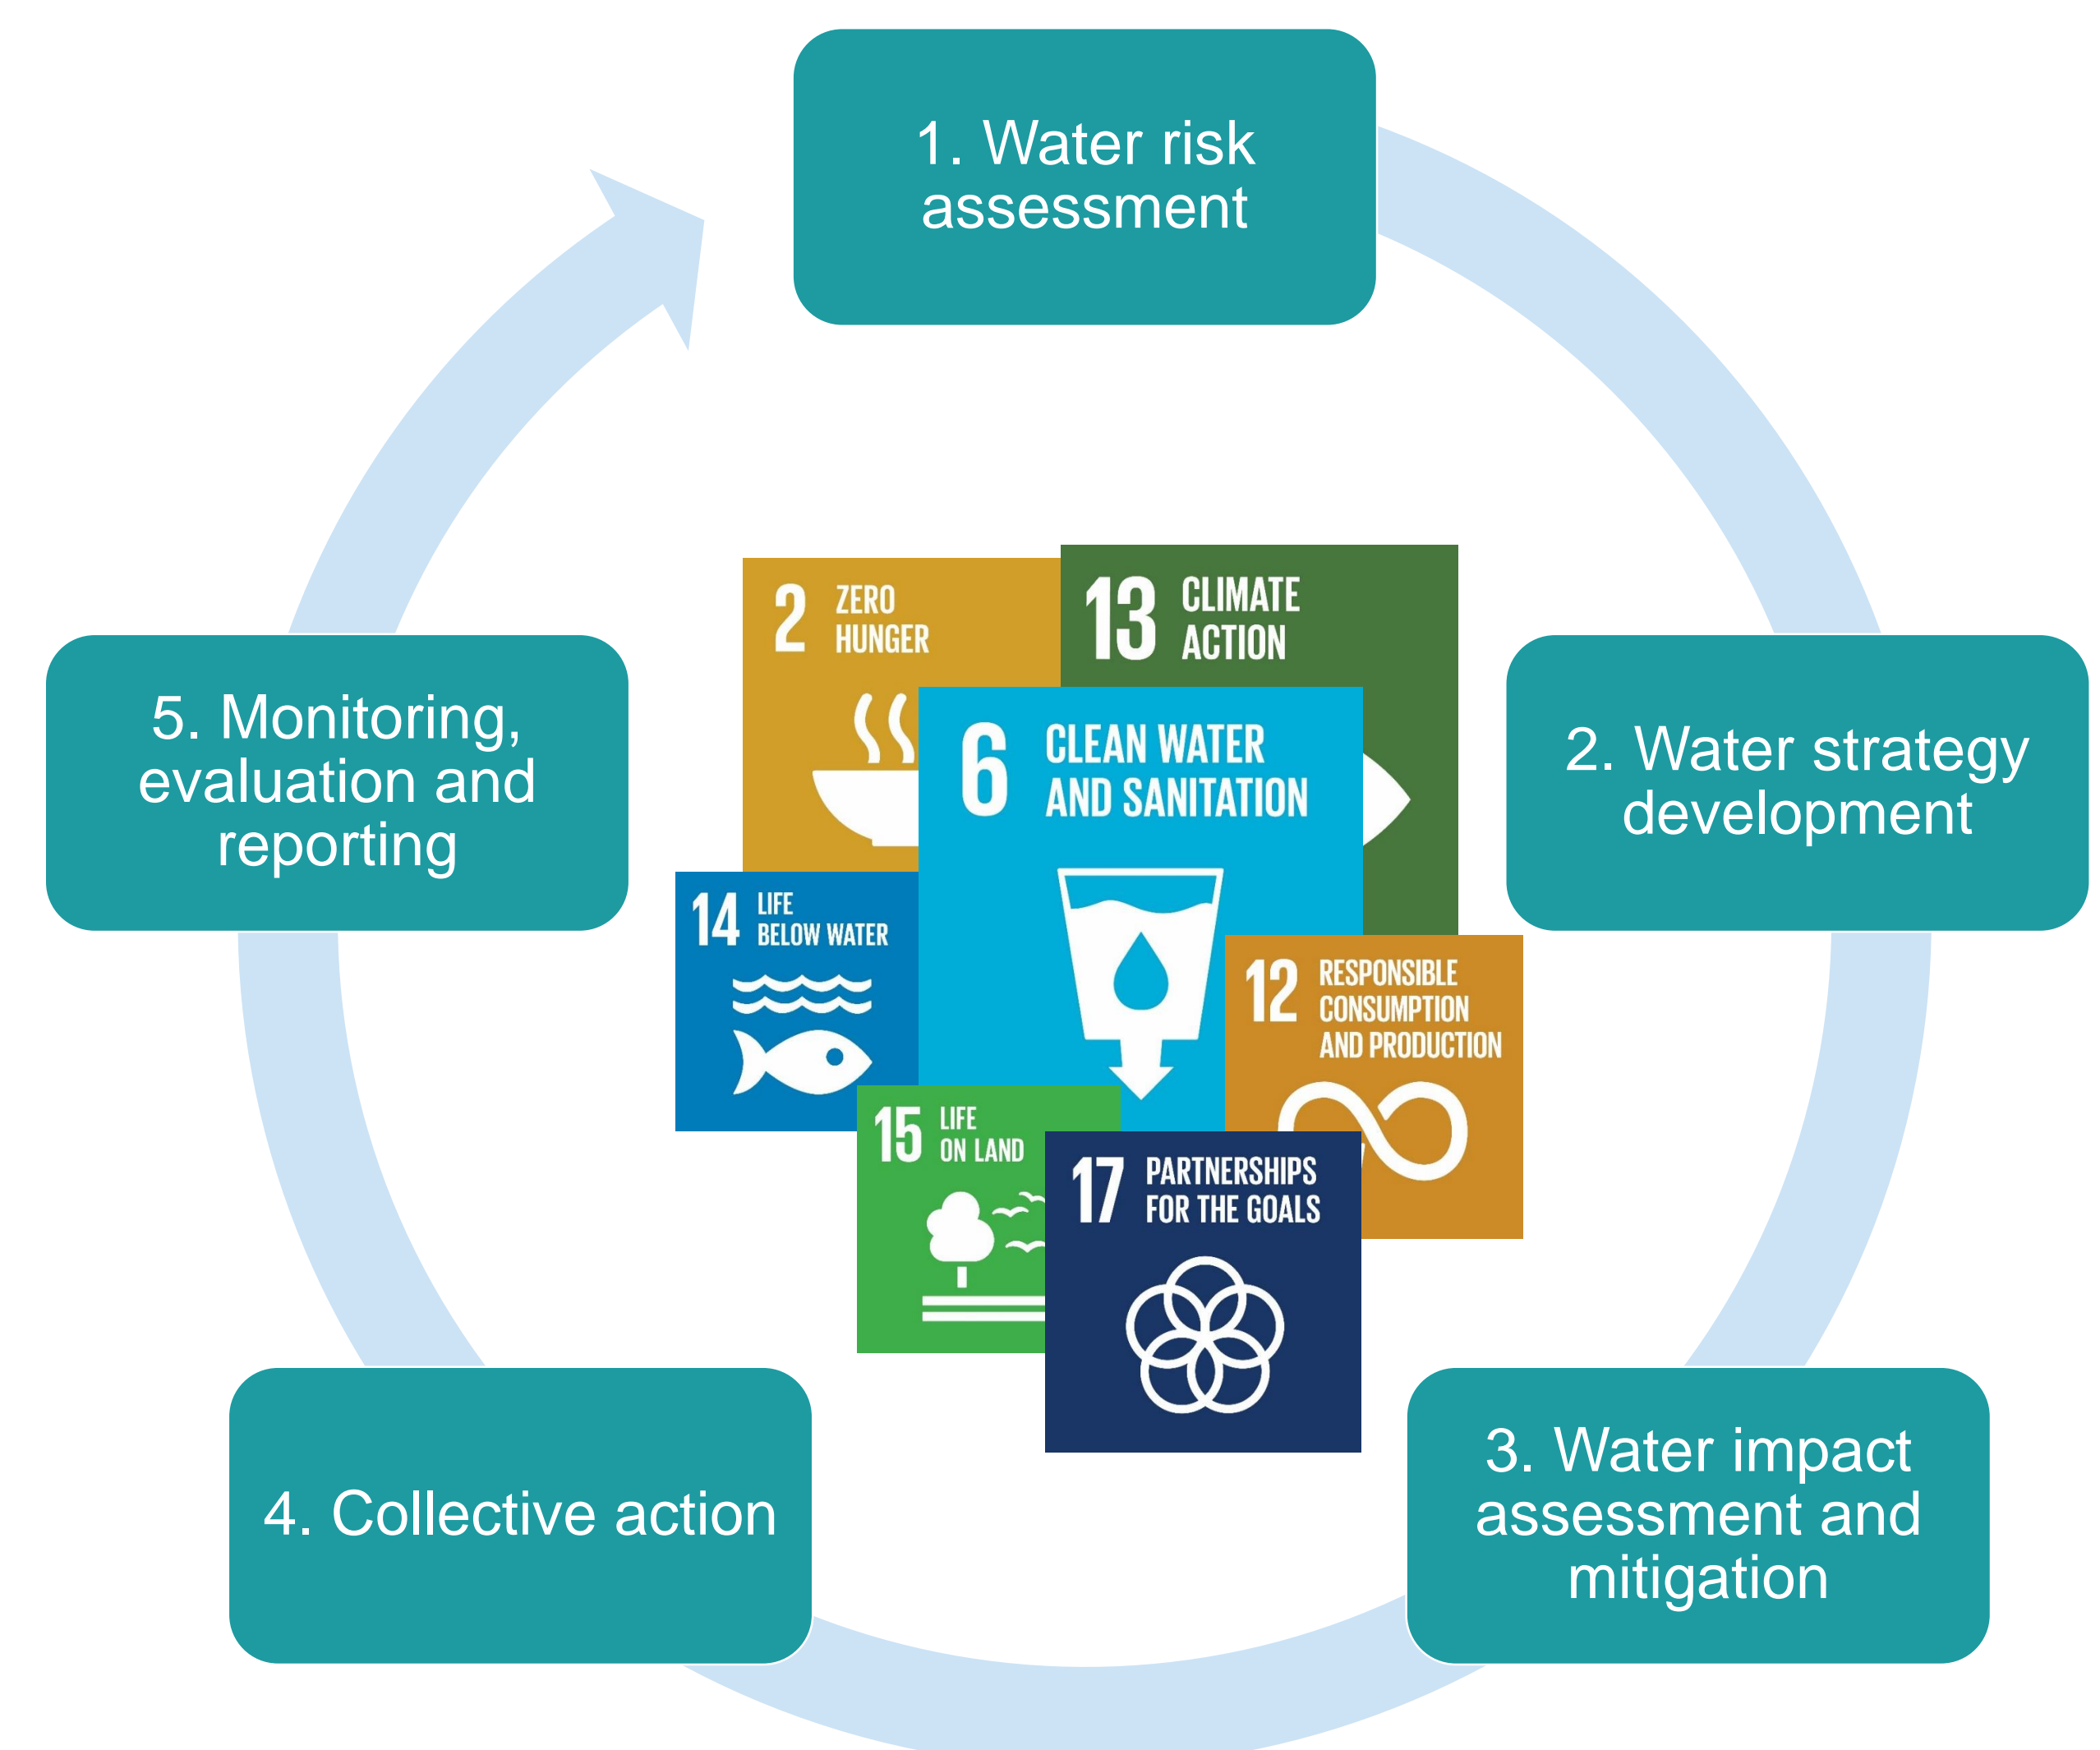 1. Water risk
assessment
2. Water strategy
development
3. Water impact
assessment and
mitigation
4. Collective action
5. Monitoring,
evaluation and
reporting
2 ZERO
HUNGER
13 CLIMATE
ACTION
6 CLEAN WATER
AND SANITATION
14 LIFE
BELOW WATER
12 RESPONSIBLE
CONSUMPTION
AND PRODUCTION
15 LIFE
ON LAND
17 PARTNERSHIPS
FOR THE GOALS